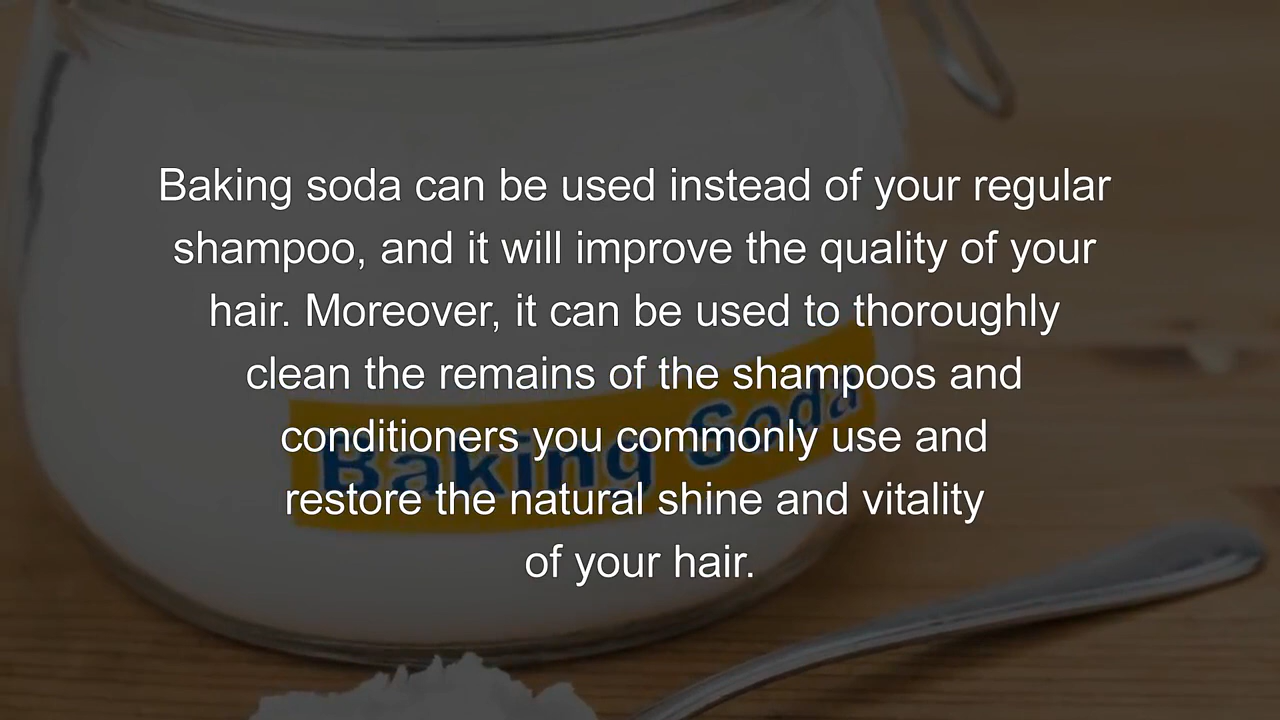 Baking soda can be used instead of your regular
shampoo, and it will improve the quality of your
hair. Moreover, it can be used to thoroughly
clean the remains of the shampoos and
conditioners you commonly use and
restore the natural shine and vitality
of your hair.
Baking Soda